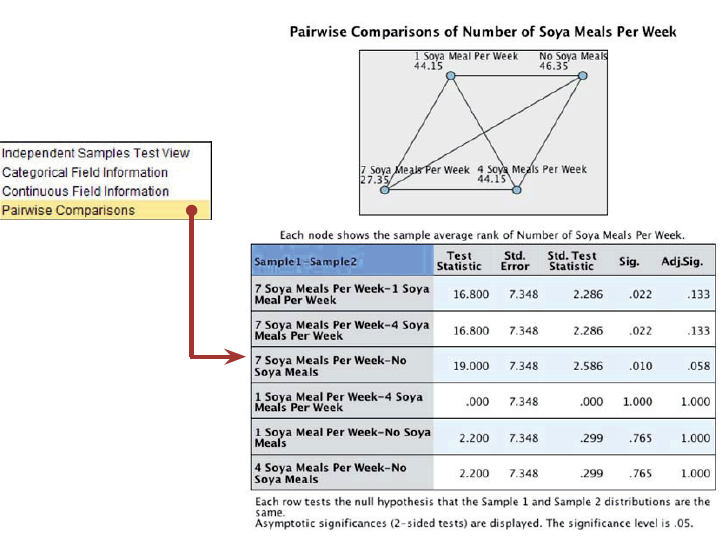 Pairwise Comparisons of Number of Soya Meals Per Week
1 Soya Meal Per Week No Soya Meals
44.15 46.35
7 Soya Meals Per Week 4 Soya Meals Per Week
27.35 44.15
Independent Samples Test View
Categorical Field Information
Continuous Field Information
Pairwise Comparisons
Each node shows the sample average rank of Number of Soya Meals Per Week.
Sample1-Sample2 Test Statistic Std. Error Std. Test Statistic Sig. Adj.Sig.
7 Soya Meals Per Week-1 Soya
Meal Per Week 16.800 7.348 2.286 .022 .133
7 Soya Meals Per Week-4 Soya
Meals Per Week 16.800 7.348 2.286 .022 .133
7 Soya Meals Per Week-No
Soya Meals 19.000 7.348 2.586 .010 .058
1 Soya Meal Per Week-4 Soya
Meals Per Week .000 7.348 .000 1.000 1.000
1 Soya Meal Per Week-No Soya
Meals 2.200 7.348 .299 .765 1.000
4 Soya Meals Per Week-No
Soya Meals 2.200 7.348 .299 .765 1.000
Each row tests the null hypothesis that the Sample 1 and Sample 2 distributions are the
same.
Asymptotic significances (2-sided tests) are displayed. The significance level is .05.